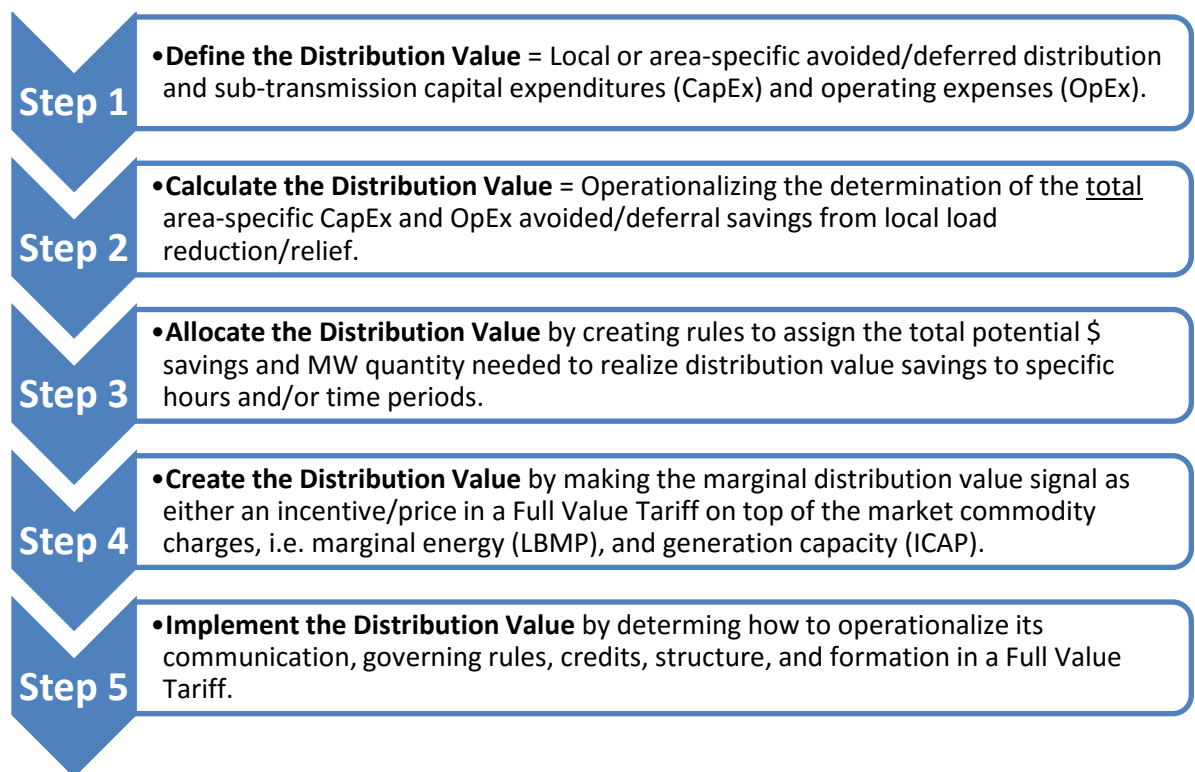 Step 1
•Define the Distribution Value = Local or area-specific avoided/deferred distribution
and sub-transmission capital expenditures (CapEx) and operating expenses (OpEx).
Step 2
•Calculate the Distribution Value = Operationalizing the determination of the total
area-specific CapEx and OpEx avoided/deferral savings from local load
reduction/relief.
Step 3
•Allocate the Distribution Value by creating rules to assign the total potential $
savings and MW quantity needed to realize distribution value savings to specific
hours and/or time periods.
Step 4
•Create the Distribution Value by making the marginal distribution value signal as
either an incentive/price in a Full Value Tariff on top of the market commodity
charges, i.e. marginal energy (LBMP), and generation capacity (ICAP).
Step 5
•Implement the Distribution Value by determing how to operationalize its
communication, governing rules, credits, structure, and formation in a Full Value
Tariff.